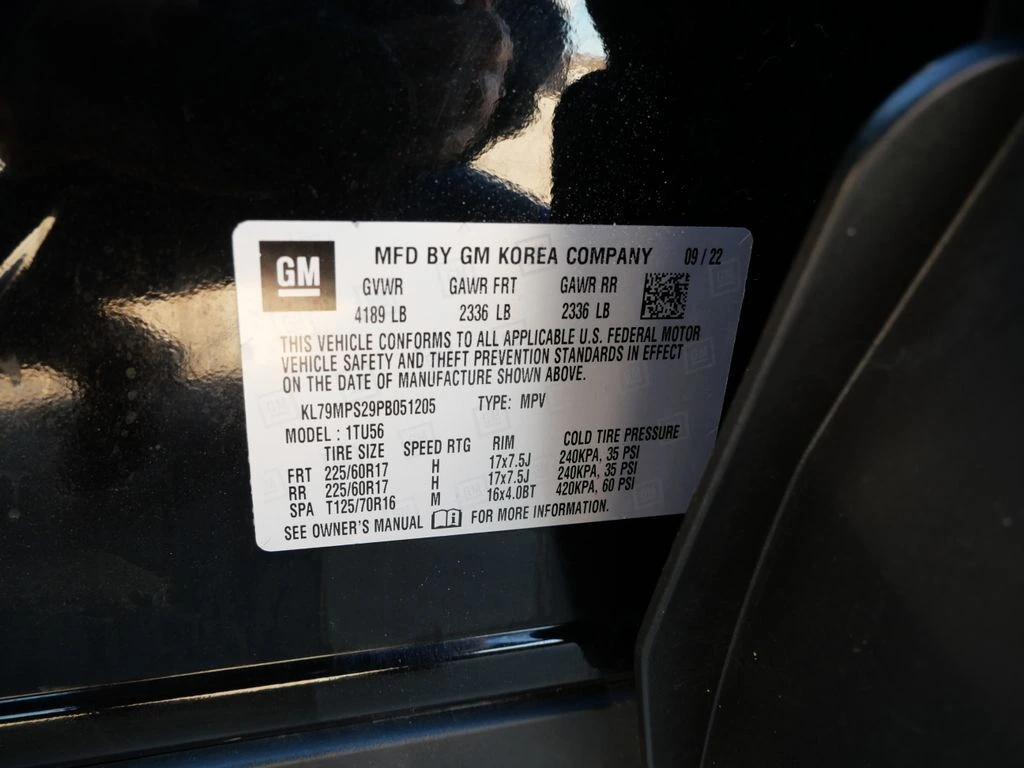 GM
MFD BY GM KOREA COMPANY 09 / 22
GVWR GAWR FRT GAWR RR
4189 LB 2336 LB 2336 LB
THIS VEHICLE CONFORMS TO ALL APPLICABLE U.S. FEDERAL MOTOR
VEHICLE SAFETY AND THEFT PREVENTION STANDARDS IN EFFECT
ON THE DATE OF MANUFACTURE SHOWN ABOVE.
KL79MPS29PB051205 TYPE: MPV
MODEL : 1TU56
TIRE SIZE SPEED RTG RIM COLD TIRE PRESSURE
FRT 225/60R17 H 17x7.5J 240KPA, 35 PSI
RR 225/60R17 H 17x7.5J 240KPA, 35 PSI
SPA T125/70R16 M 16x4.0BT 420KPA, 60 PSI
SEE OWNER'S MANUAL FOR MORE INFORMATION.